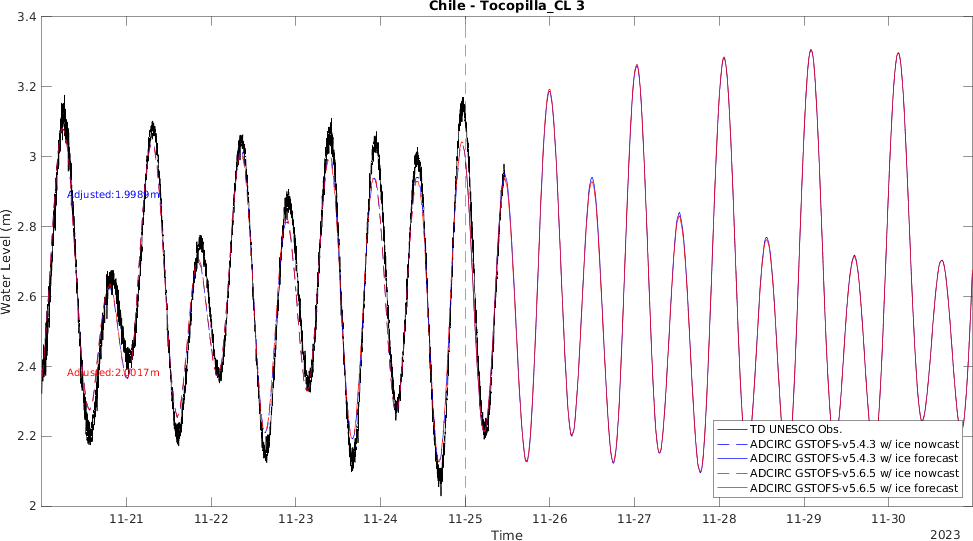 Chile - Tocopilla_CL 3
3.4
3.2
3
2.8
2.6
2.4
2.2
2
Water Level (m)
Adjusted:1.9989m
Adjusted:2.0017m
TD UNESCO Obs.
ADCIRC GSTOFS-v5.4.3 w/ ice nowcast
ADCIRC GSTOFS-v5.4.3 w/ ice forecast
ADCIRC GSTOFS-v5.6.5 w/ ice nowcast
ADCIRC GSTOFS-v5.6.5 w/ ice forecast
11-21 11-22 11-23 11-24 11-25 11-26 11-27 11-28 11-29 11-30
Time
2023